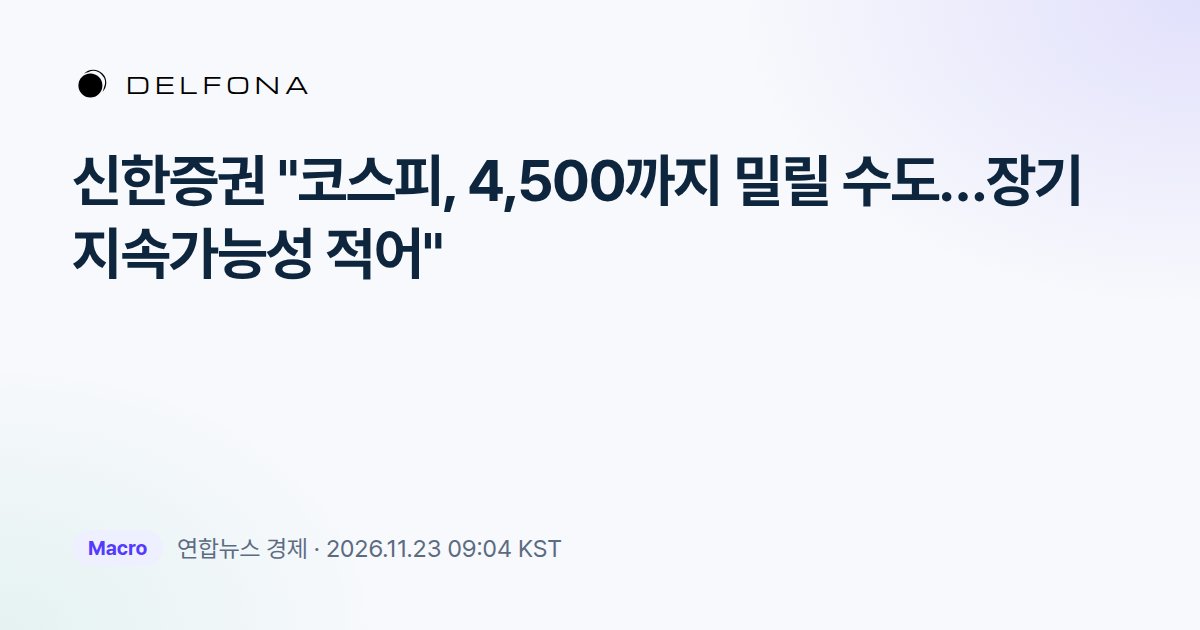 DELFONA
신한증권 "코스피, 4,500까지 밀릴 수도…장기
지속가능성 적어"
Macro 연합뉴스 경제 · 2026.11.23 09:04 KST